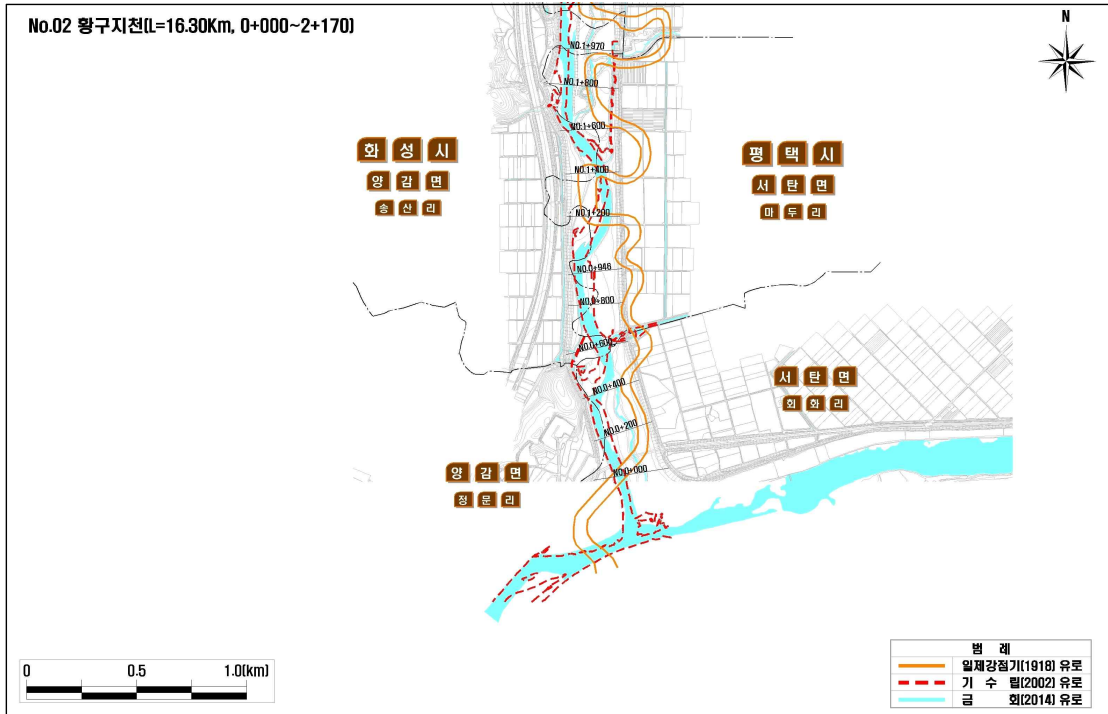 No.02 황구지천(L=16.30Km, 0+000~2+170)
N
NO.1+970
NO.1+800
NO.1+600
NO.1+400
NO.1+200
NO.0+946
NO.0+800
NO.0+600
NO.0+400
NO.0+200
NO.0+000
화 성 시
양 감 면
송 산 리
평 택 시
서 탄 면
마 두 리
서 탄 면
회 화 리
양 감 면
정 문 리
0 0.5 1.0(km)
범 례
일제강점기(1918) 유로
기 수 립(2002) 유로
금 회(2014) 유로